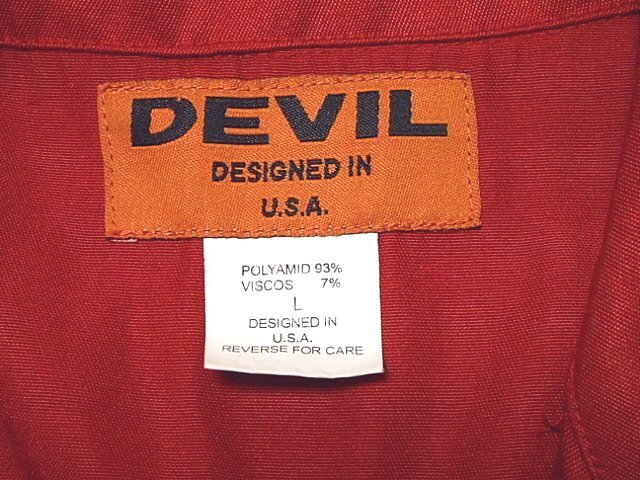 DEVIL
DESIGNED IN
U.S.A.
POLYAMID 93%
VISCOS 7%
L
DESIGNED IN
U.S.A.
REVERSE FOR CARE